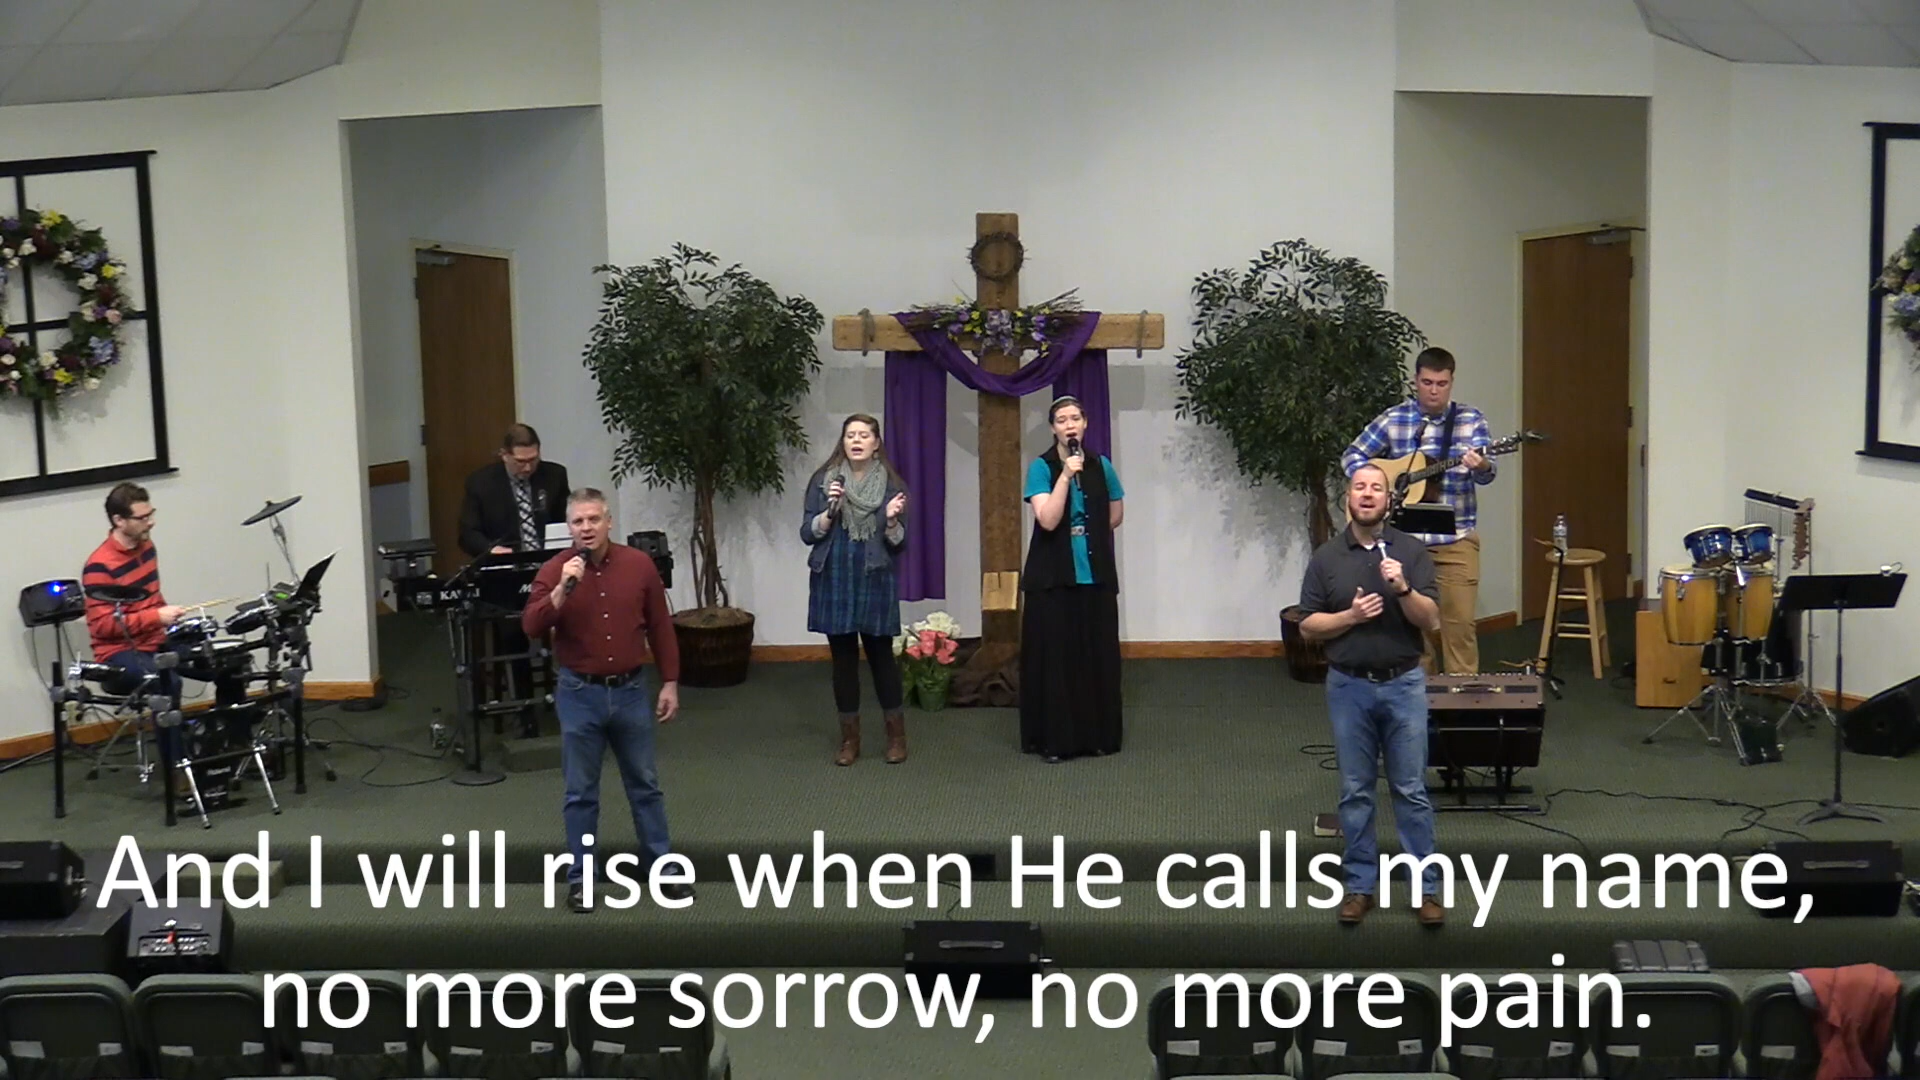 And I will rise when He calls my name,
no more sorrow, no more pain.